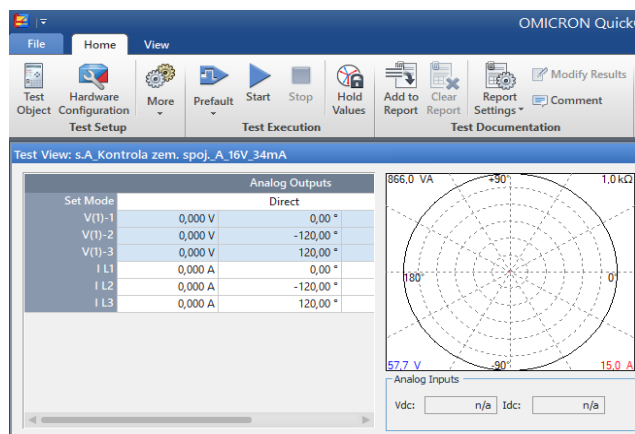 OMICRON Quick
File Home View
Test Object
Hardware Configuration
More
Test Setup
Prefault
Start
Stop
Hold Values
Test Execution
Add to Report
Clear Report
Report Settings
Modify Results
Comment
Test Documentation
Test View: s.A_Kontrola zem. spoj._A_16V_34mA
Analog Outputs
Set Mode Direct
V(1)-1 0,000 V 0,00 °
V(1)-2 0,000 V -120,00 °
V(1)-3 0,000 V 120,00 °
I L1 0,000 A 0,00 °
I L2 0,000 A -120,00 °
I L3 0,000 A 120,00 °
866,0 VA +90° 1,0 kΩ
180° 0°
57,7 V -90° 15,0 A
Analog Inputs
Vdc: n/a Idc: n/a